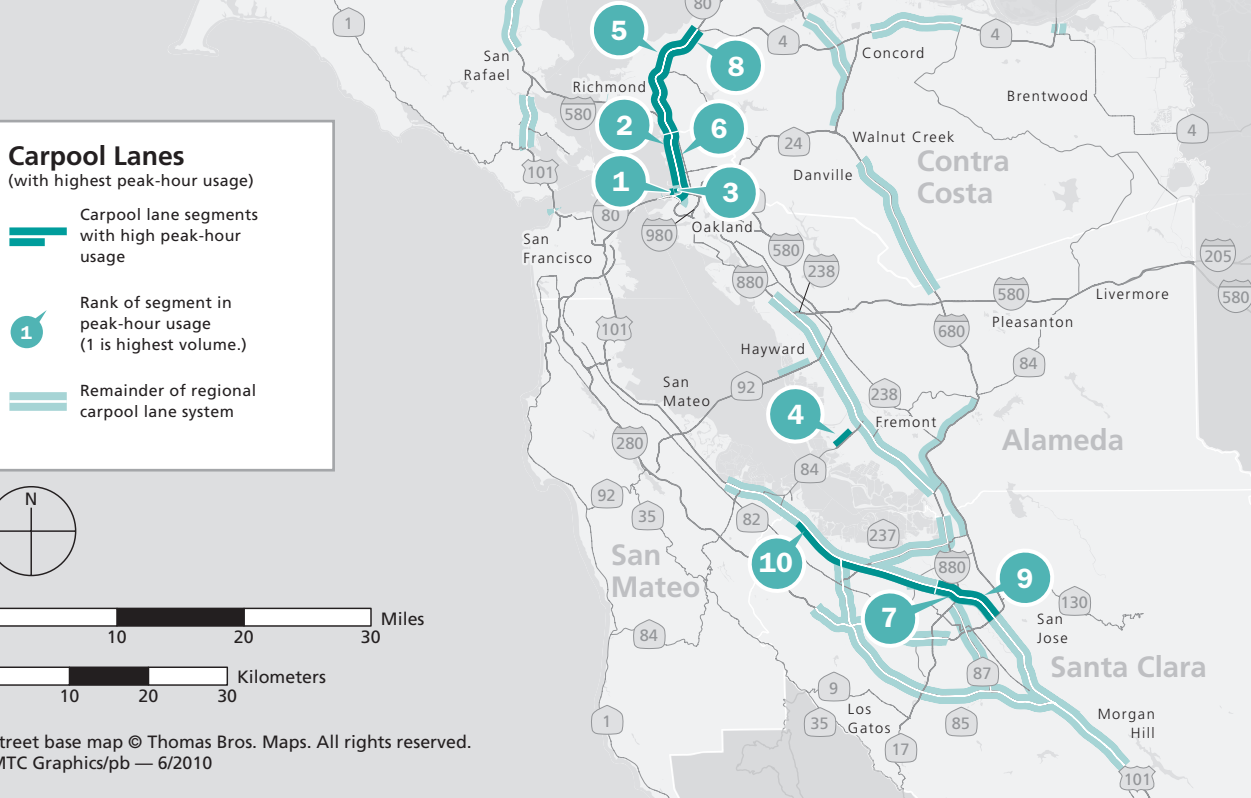 80
1
5
4
4
San
Rafael
Concord
8
Richmond
Brentwood
580
2
6
4
24
Walnut Creek
Contra
Costa
Danville
101
1
3
80
980
Oakland
San
Francisco
580
238
205
880
580
580
Livermore
Pleasanton
101
680
Hayward
84
San
Mateo
92
238
4
Fremont
Alameda
280
84
92
35
82
237
San
Mateo
10
880
9
130
7
San
Jose
84
Santa Clara
87
9
Los
Gatos
35
85
17
1
Morgan
Hill
101
Carpool Lanes
(with highest peak-hour usage)
Carpool lane segments
with high peak-hour
usage
1
Rank of segment in
peak-hour usage
(1 is highest volume.)
Remainder of regional
carpool lane system
N
Miles
10 20 30
Kilometers
10 20 30
treet base map © Thomas Bros. Maps. All rights reserved.
MTC Graphics/pb — 6/2010